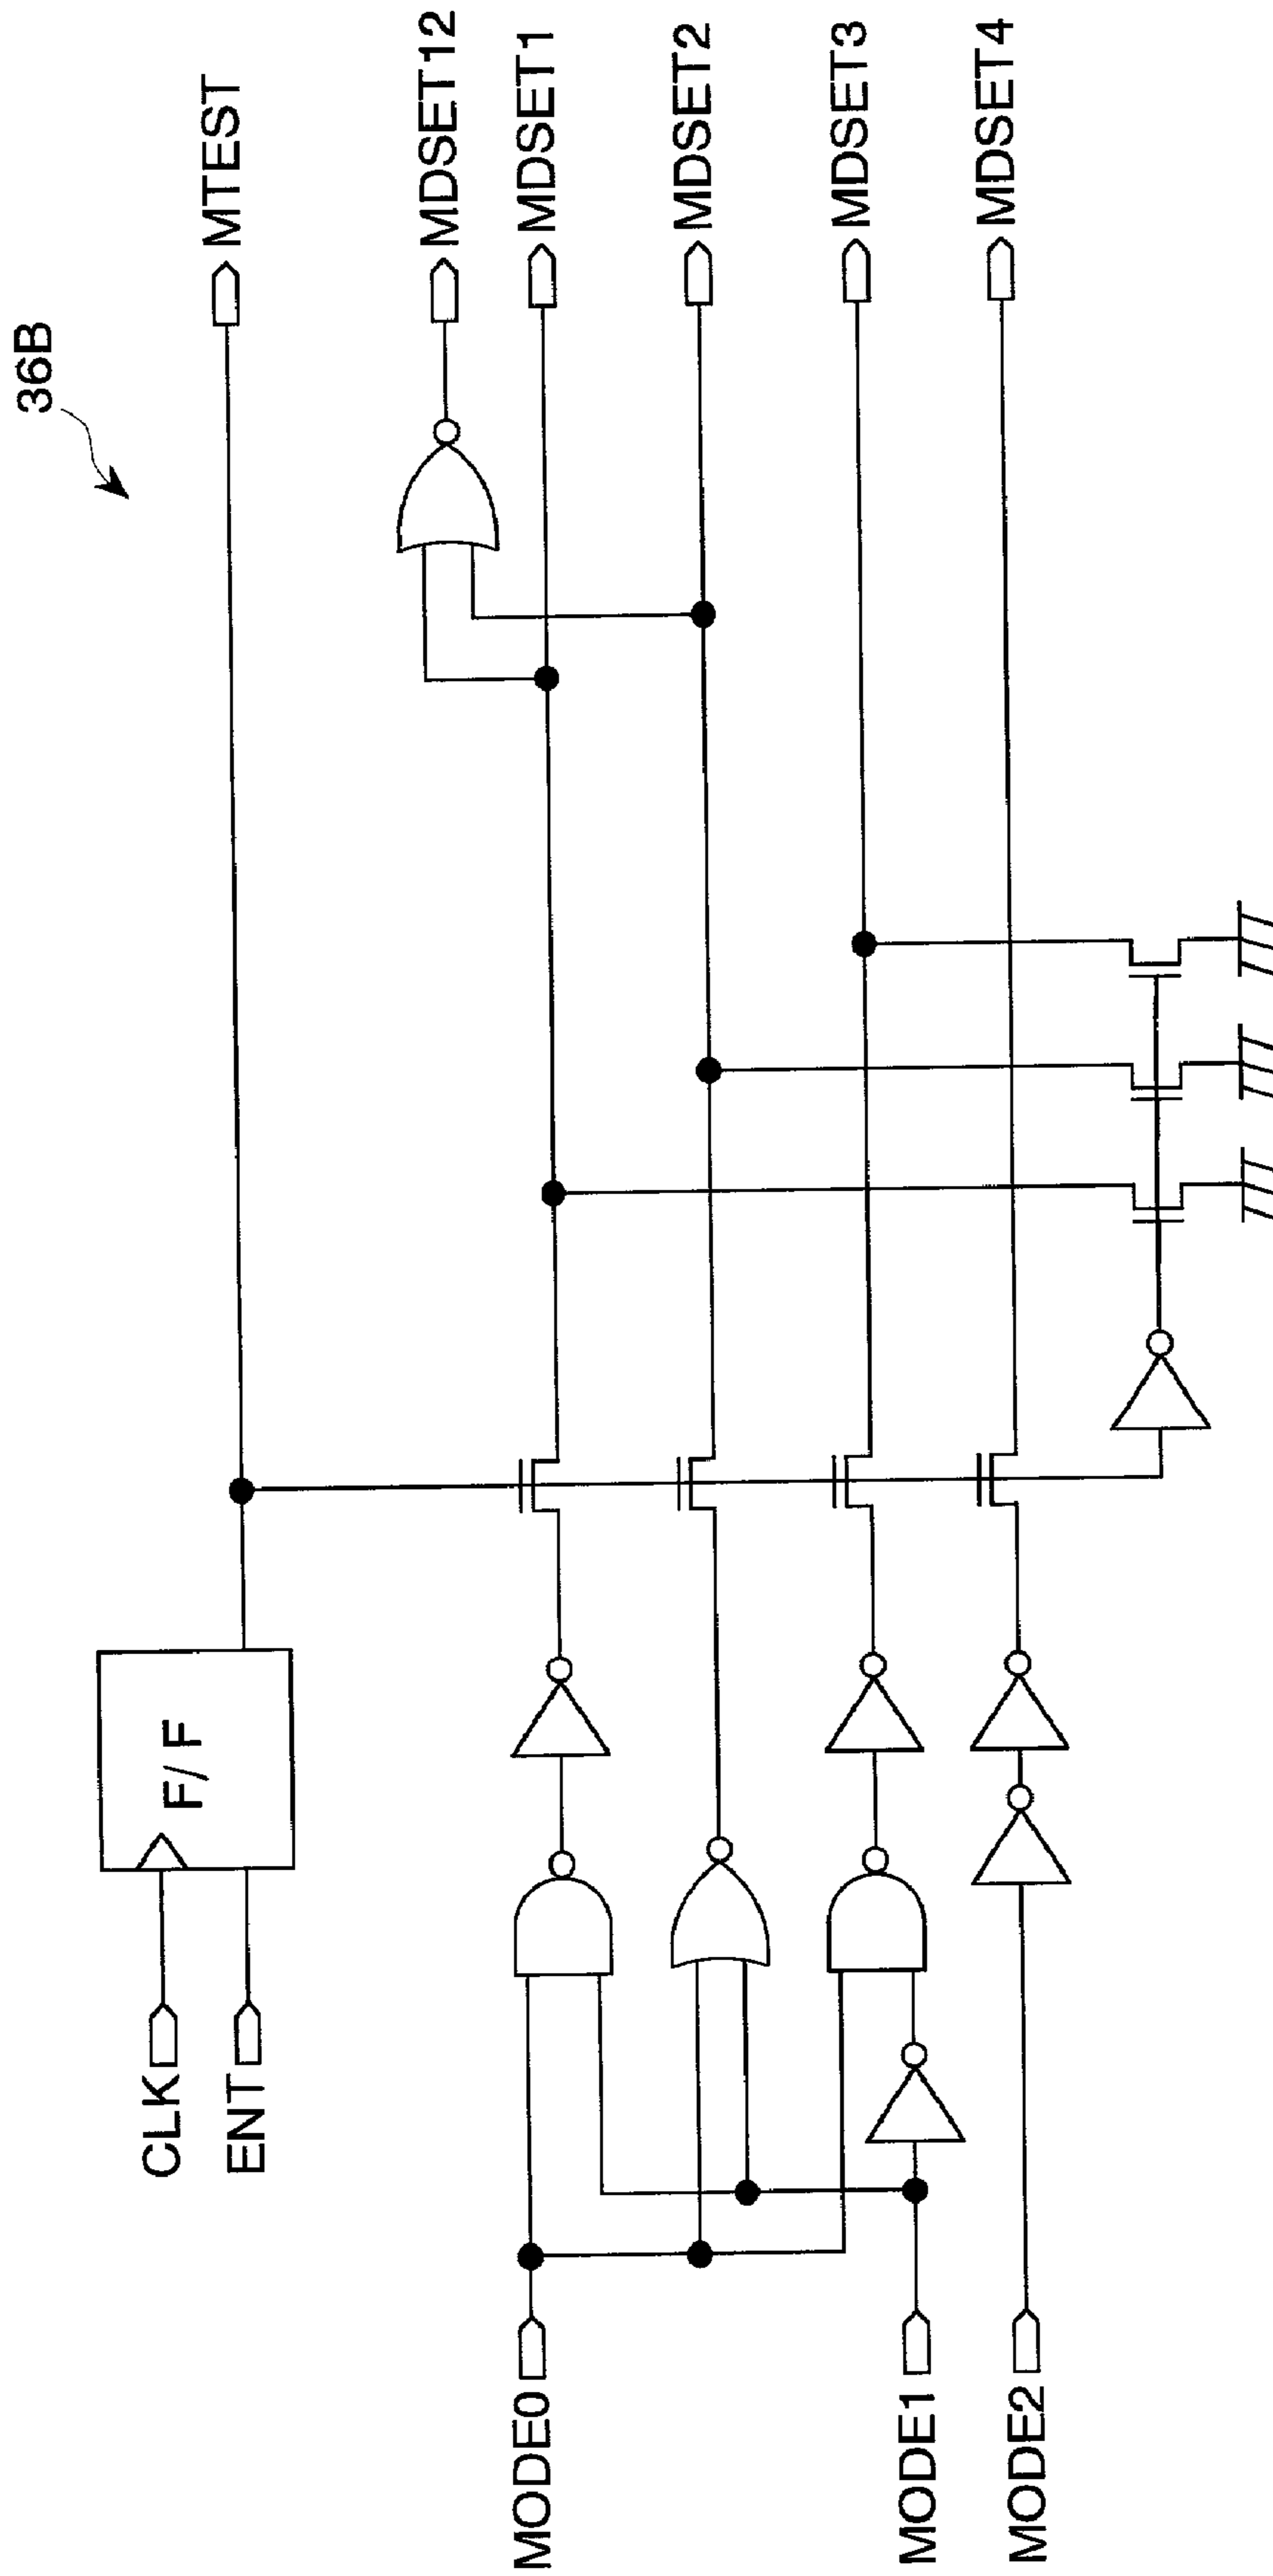 36B
CLK
ENT
F/F
MTEST
MDSET12
MDSET1
MDSET2
MDSET3
MDSET4
MODE0
MODE1
MODE2